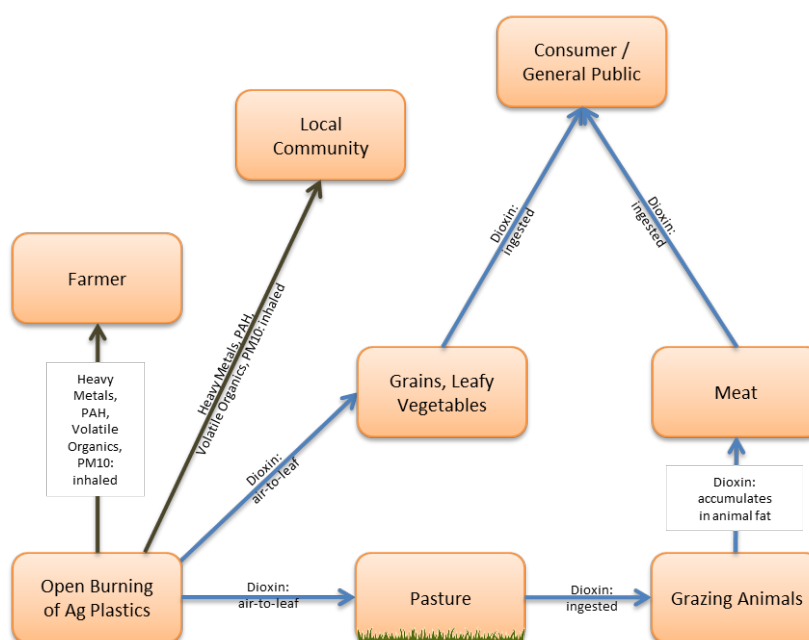 Consumer /
General Public
Local
Community
Dioxin:
ingested
Dioxin:
ingested
Farmer
Heavy Metals, PAH,
Volatile Organics, PM10: inhaled
Heavy
Metals,
PAH,
Volatile
Organics,
PM10:
inhaled
Grains, Leafy
Vegetables
Meat
Dioxin:
air-to-leaf
Dioxin:
accumulates
in animal fat
Open Burning
of Ag Plastics
Dioxin:
air-to-leaf
Pasture
Dioxin:
ingested
Grazing Animals